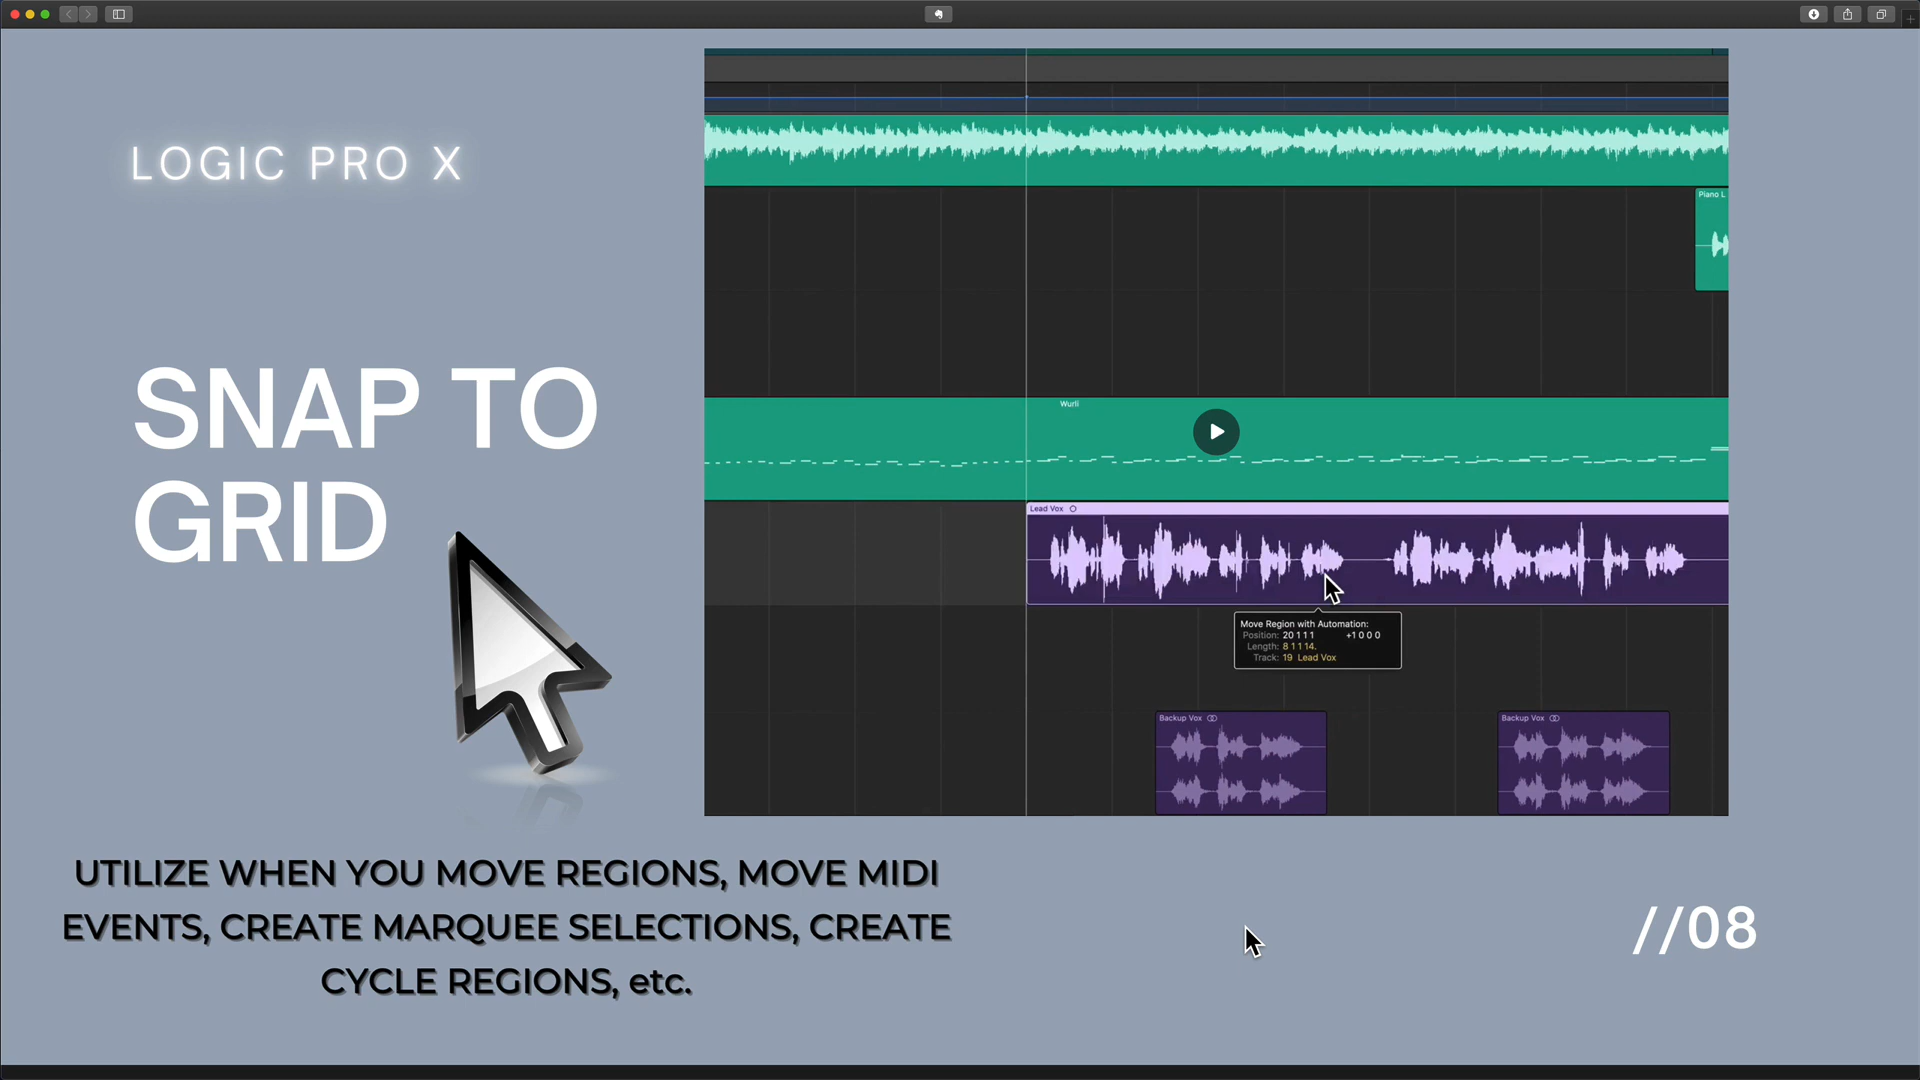 LOGIC PRO X
SNAP TO
GRID
Piano L
Wurli
Lead Vox
Move Region with Automation:
Position: 20 1 1 1 +1 0 0 0
Length: 8 1 1 14.
Track: 19 Lead Vox
Backup Vox
Backup Vox
UTILIZE WHEN YOU MOVE REGIONS, MOVE MIDI
EVENTS, CREATE MARQUEE SELECTIONS, CREATE
CYCLE REGIONS, etc.
//08